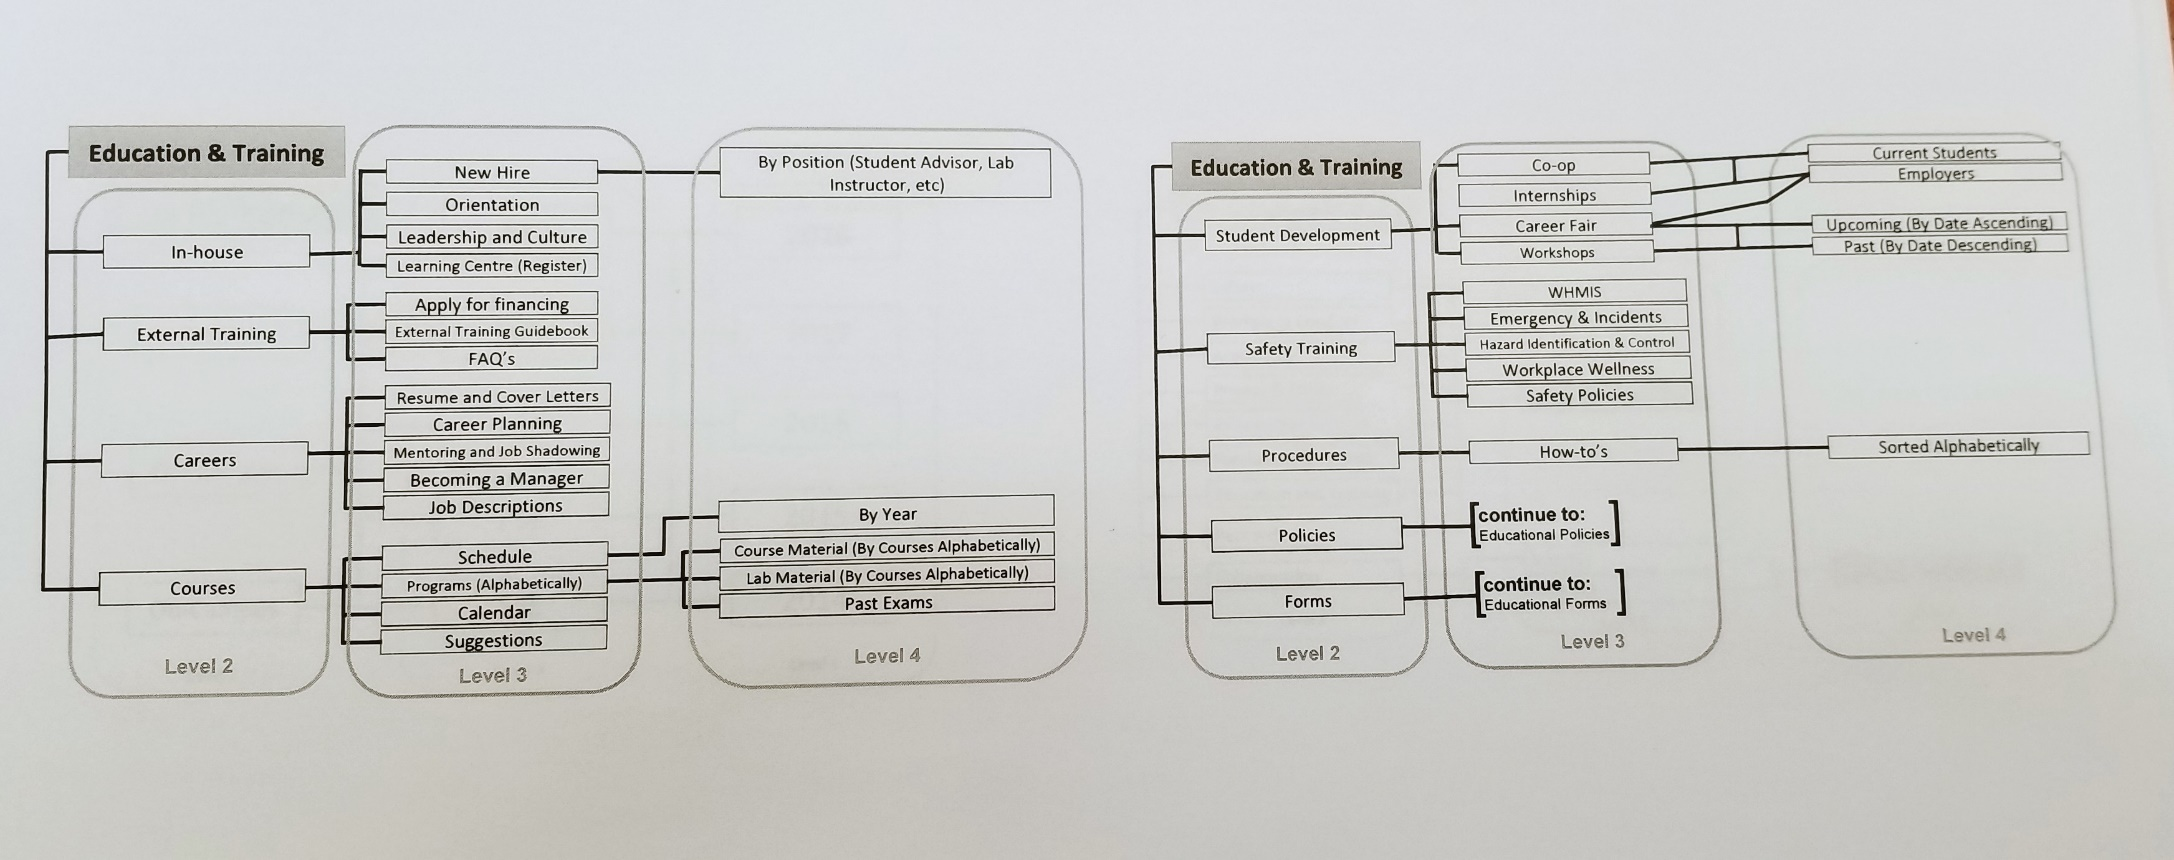 Education & Training
In-house
New Hire
Orientation
Leadership and Culture
Learning Centre (Register)
By Position (Student Advisor, Lab
Instructor, etc)
External Training
Apply for financing
External Training Guidebook
FAQ's
Careers
Resume and Cover Letters
Career Planning
Mentoring and Job Shadowing
Becoming a Manager
Job Descriptions
Courses
Schedule
Programs (Alphabetically)
Calendar
Suggestions
By Year
Course Material (By Courses Alphabetically)
Lab Material (By Courses Alphabetically)
Past Exams
Level 2
Level 3
Level 4
Education & Training
Student Development
Co-op
Internships
Career Fair
Workshops
Current Students
Employers
Upcoming (By Date Ascending)
Past (By Date Descending)
Safety Training
WHMIS
Emergency & Incidents
Hazard Identification & Control
Workplace Wellness
Safety Policies
Procedures
How-to's
Sorted Alphabetically
Policies
[continue to:
Educational Policies]
Forms
[continue to:
Educational Forms]
Level 2
Level 3
Level 4